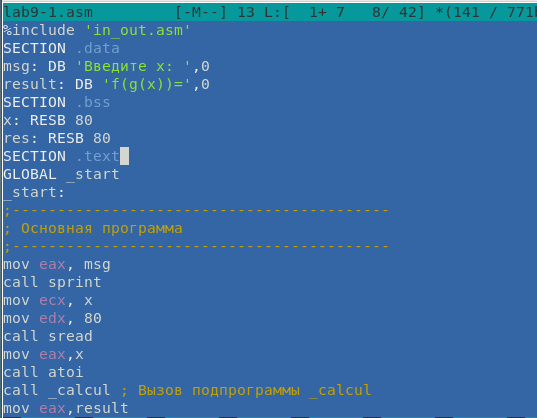 lab9-1.asm [-M--] 13 L:[ 1+ 7 8/ 42] *(141 / 771
%include 'in_out.asm'
SECTION .data
msg: DB 'Введите x: ',0
result: DB 'f(g(x))=',0
SECTION .bss
x: RESB 80
res: RESB 80
SECTION .text
GLOBAL _start
_start:
;------------------------------------------
; Основная программа
;------------------------------------------
mov eax, msg
call sprint
mov ecx, x
mov edx, 80
call sread
mov eax,x
call atoi
call _calcul ; Вызов подпрограммы _calcul
mov eax,result